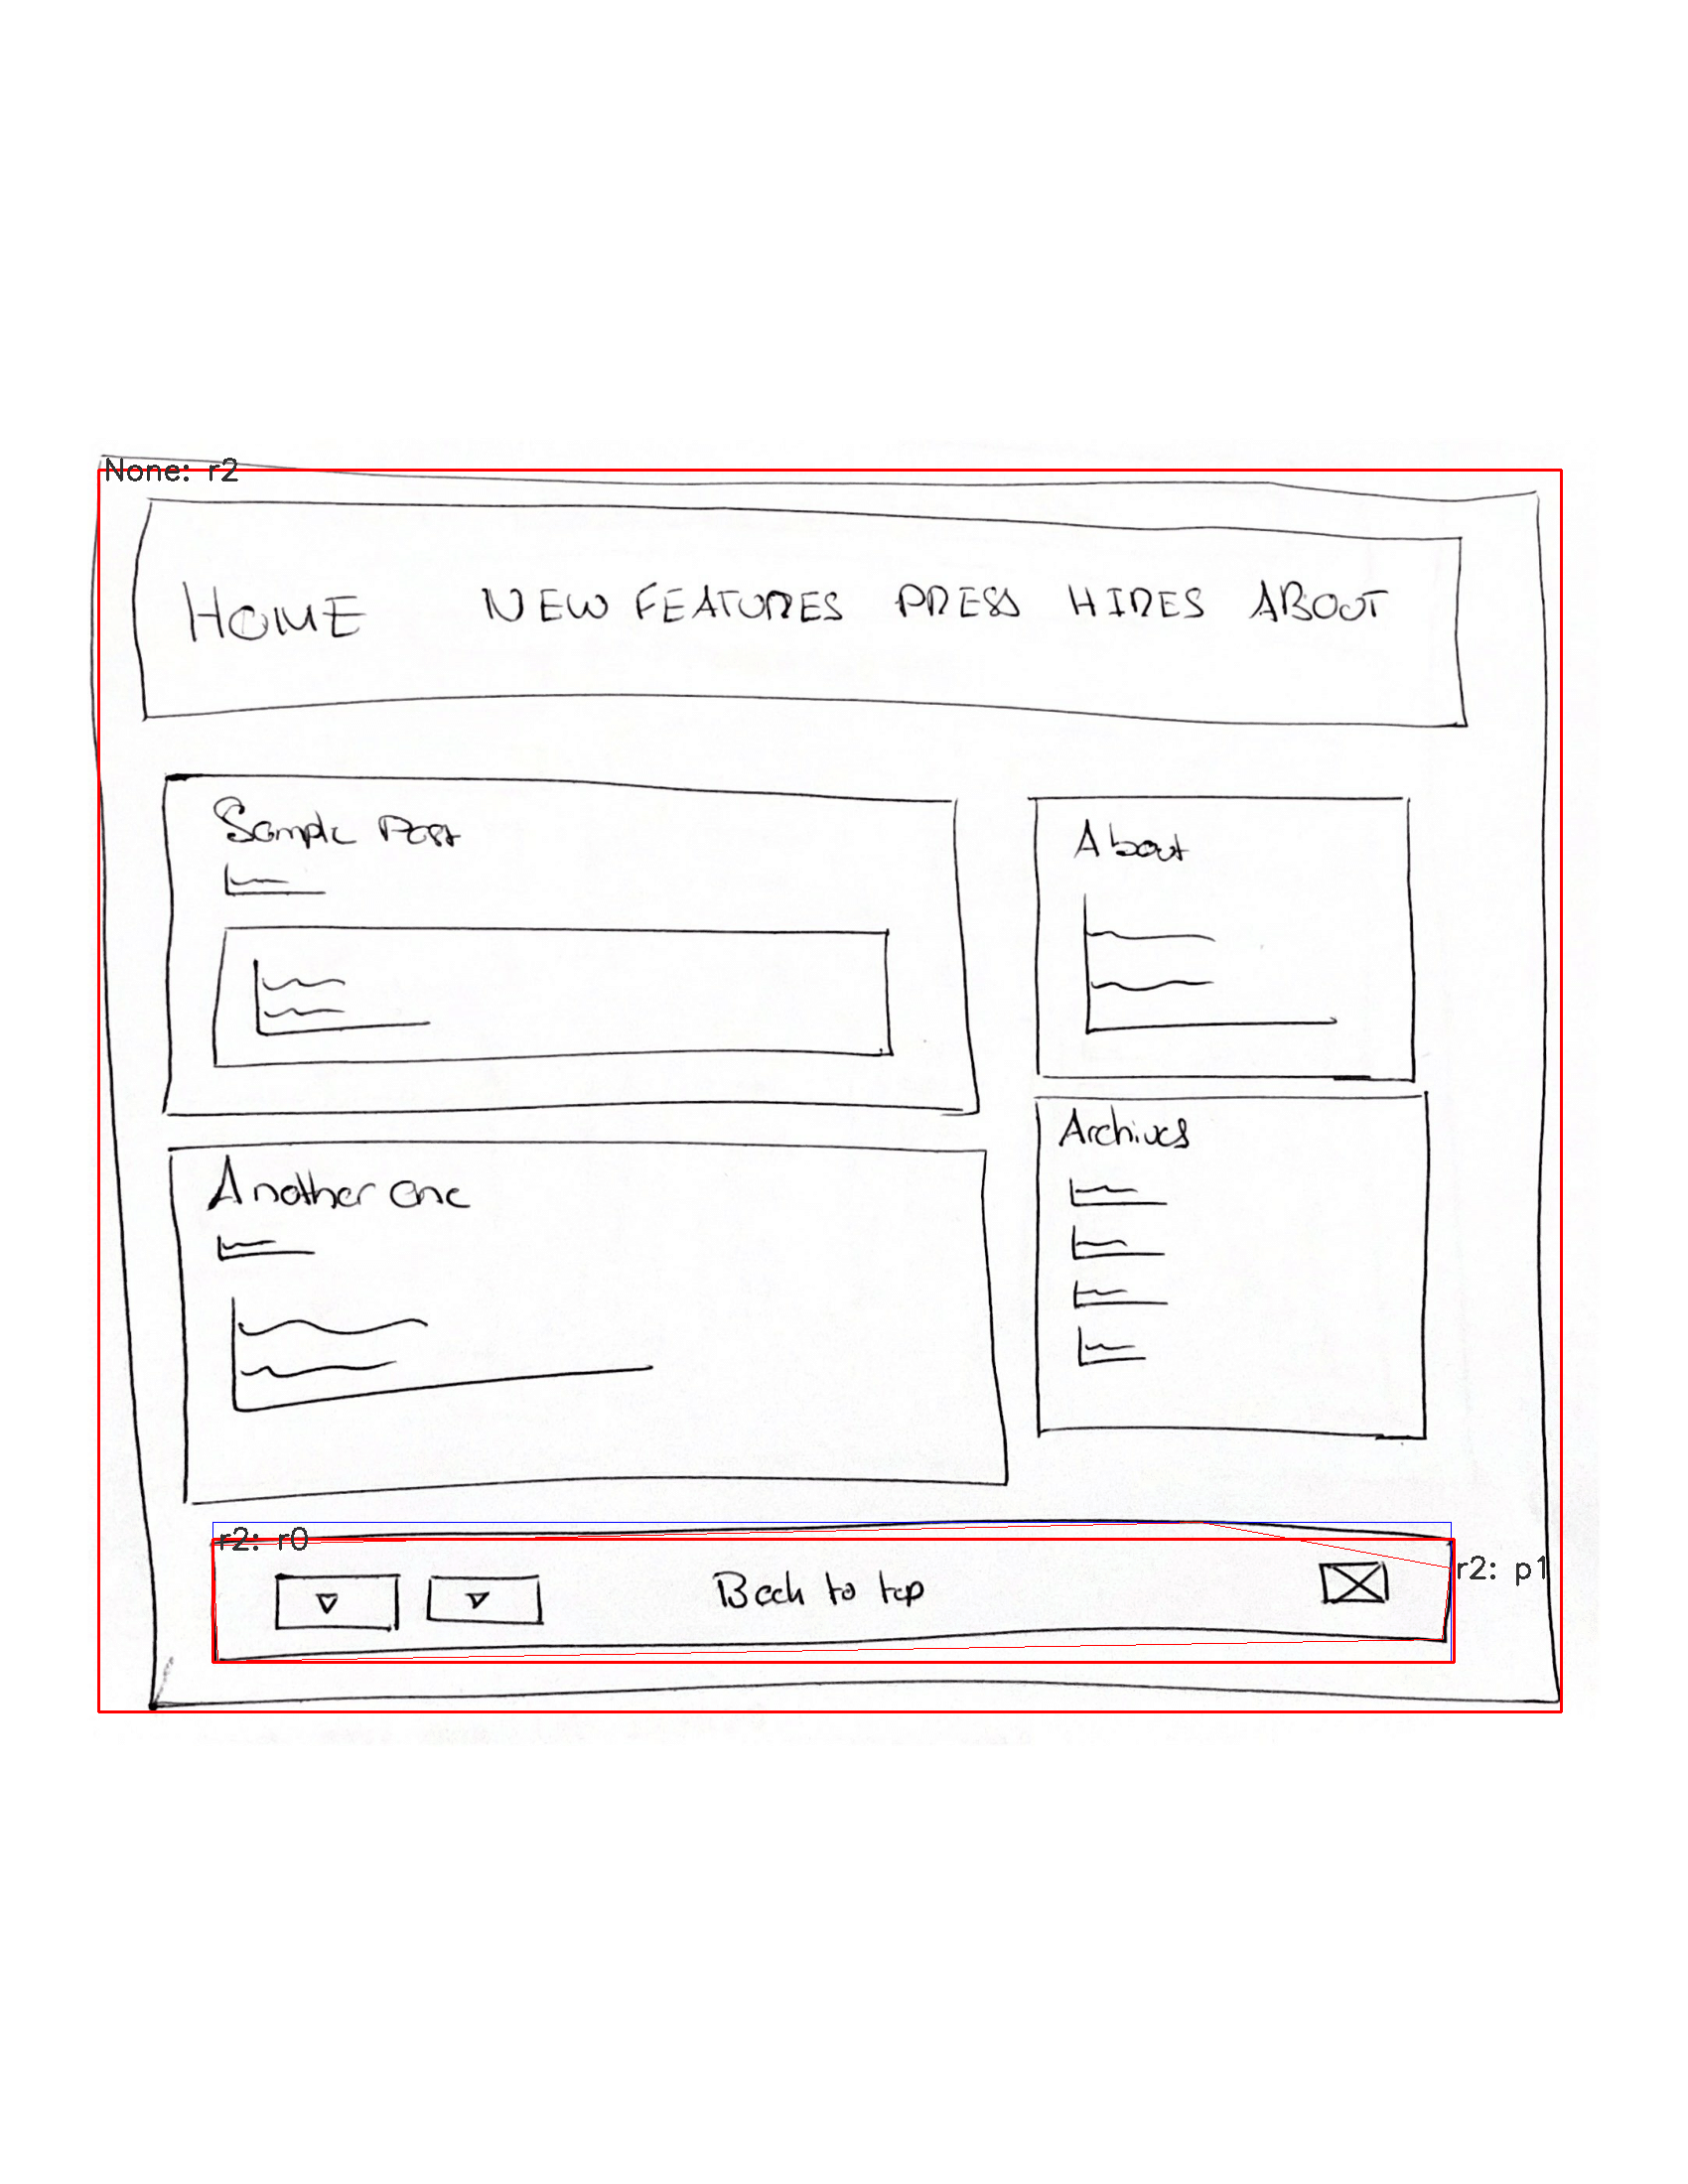 None: r2
HOME NEW FEATURES PRESS HIRES ABOUT
Sample Post
About
Archives
Another one
r2: r0
r2: p1
Back to top